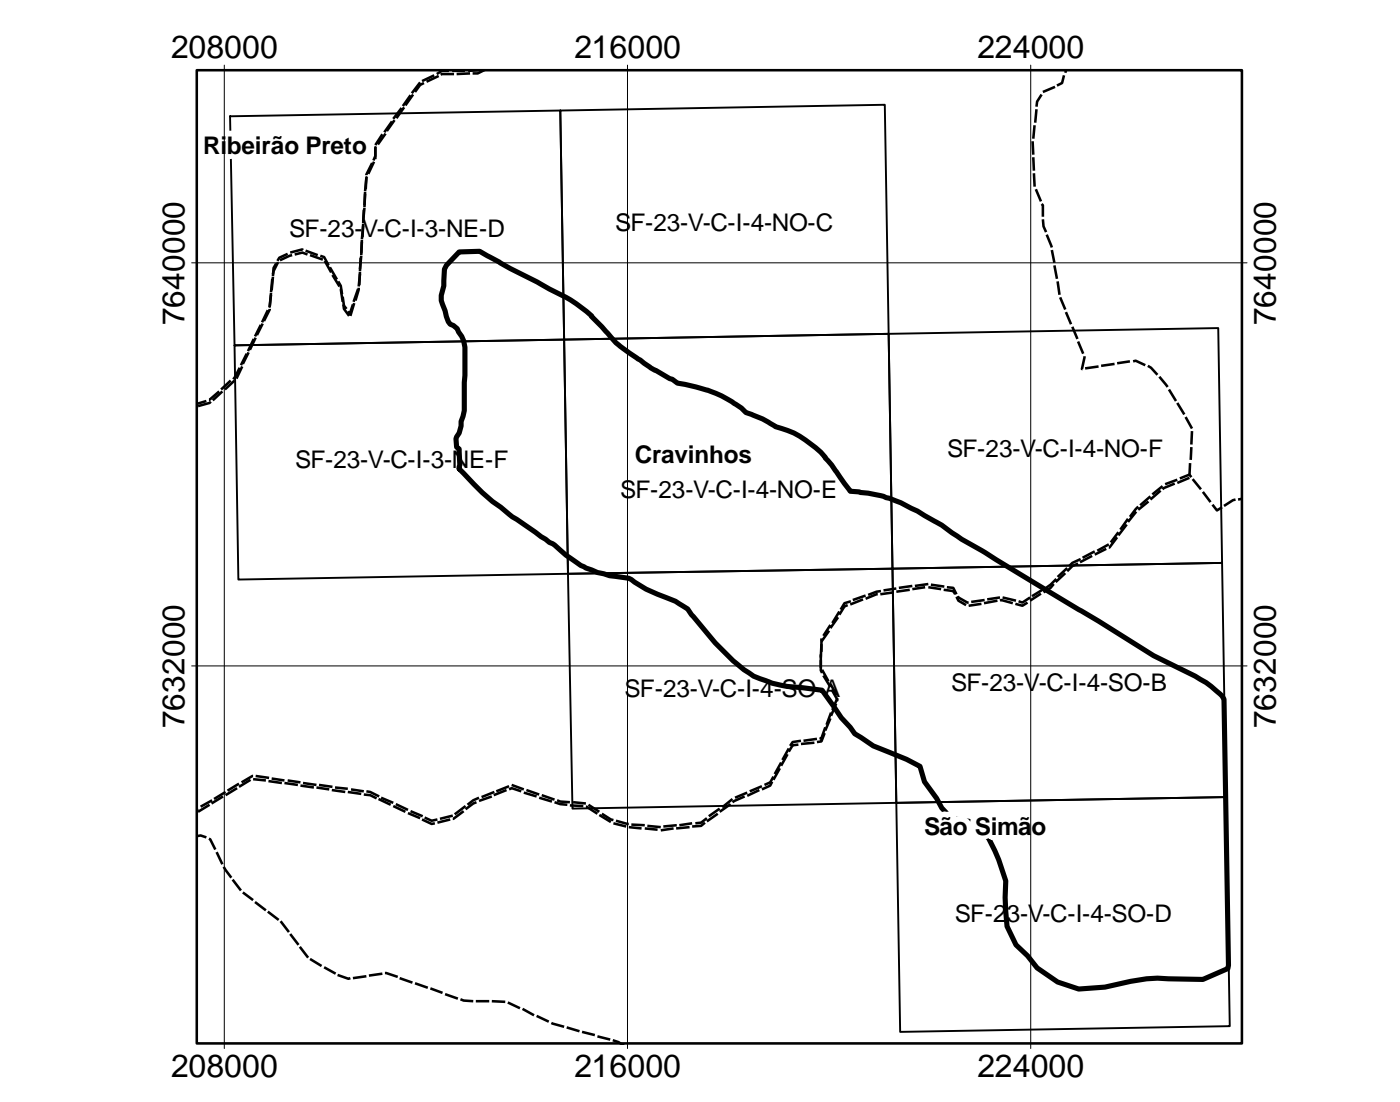 208000
216000
224000
Ribeirão Preto
SF-23-V-C-I-3-NE-D
SF-23-V-C-I-4-NO-C
7640000
7640000
SF-23-V-C-I-3-NE-F
Cravinhos
SF-23-V-C-I-4-NO-E
SF-23-V-C-I-4-NO-F
7632000
7632000
SF-23-V-C-I-4-SO-A
SF-23-V-C-I-4-SO-B
São Simão
SF-23-V-C-I-4-SO-D
208000
216000
224000